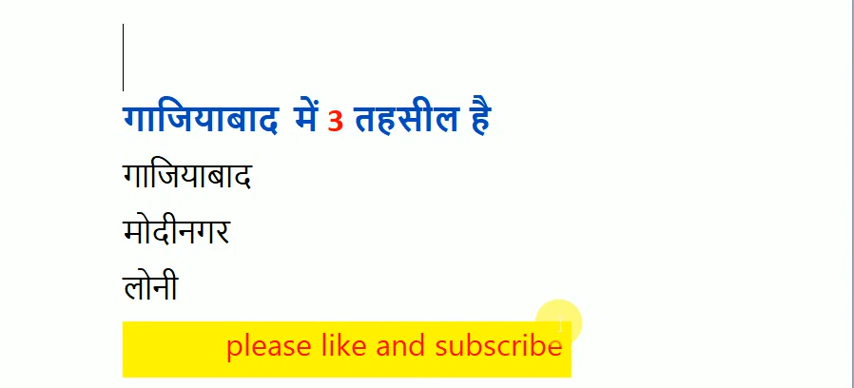 गाजियाबाद में 3 तहसील है
गाजियाबाद
मोदीनगर
लोनी
please like and subscribe